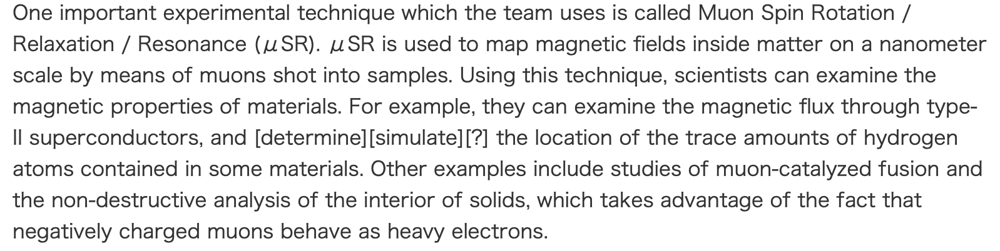 One important experimental technique which the team uses is called Muon Spin Rotation /
Relaxation / Resonance (μSR). μSR is used to map magnetic fields inside matter on a nanometer
scale by means of muons shot into samples. Using this technique, scientists can examine the
magnetic properties of materials. For example, they can examine the magnetic flux through type-
II superconductors, and [determine][simulate][?] the location of the trace amounts of hydrogen
atoms contained in some materials. Other examples include studies of muon-catalyzed fusion and
the non-destructive analysis of the interior of solids, which takes advantage of the fact that
negatively charged muons behave as heavy electrons.